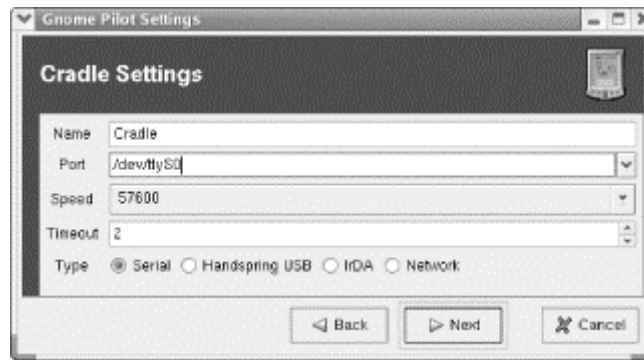 Gnome Pilot Settings
Cradle Settings
Name Cradle
Port /dev/ttyS0
Speed 57600
Timeout 2
Type Serial Handspring USB IrDA Network
Back Next Cancel